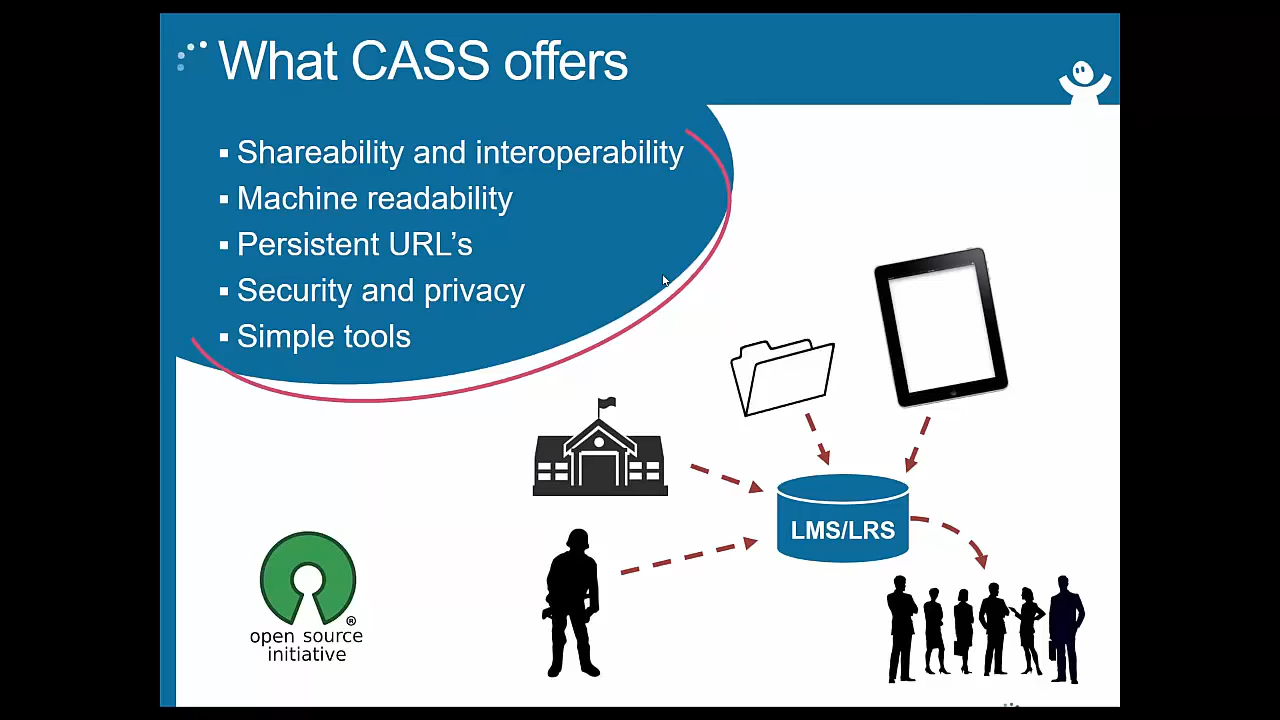 What CASS offers
▪ Shareability and interoperability
▪ Machine readability
▪ Persistent URL’s
▪ Security and privacy
▪ Simple tools
LMS/LRS
®
open source
initiative